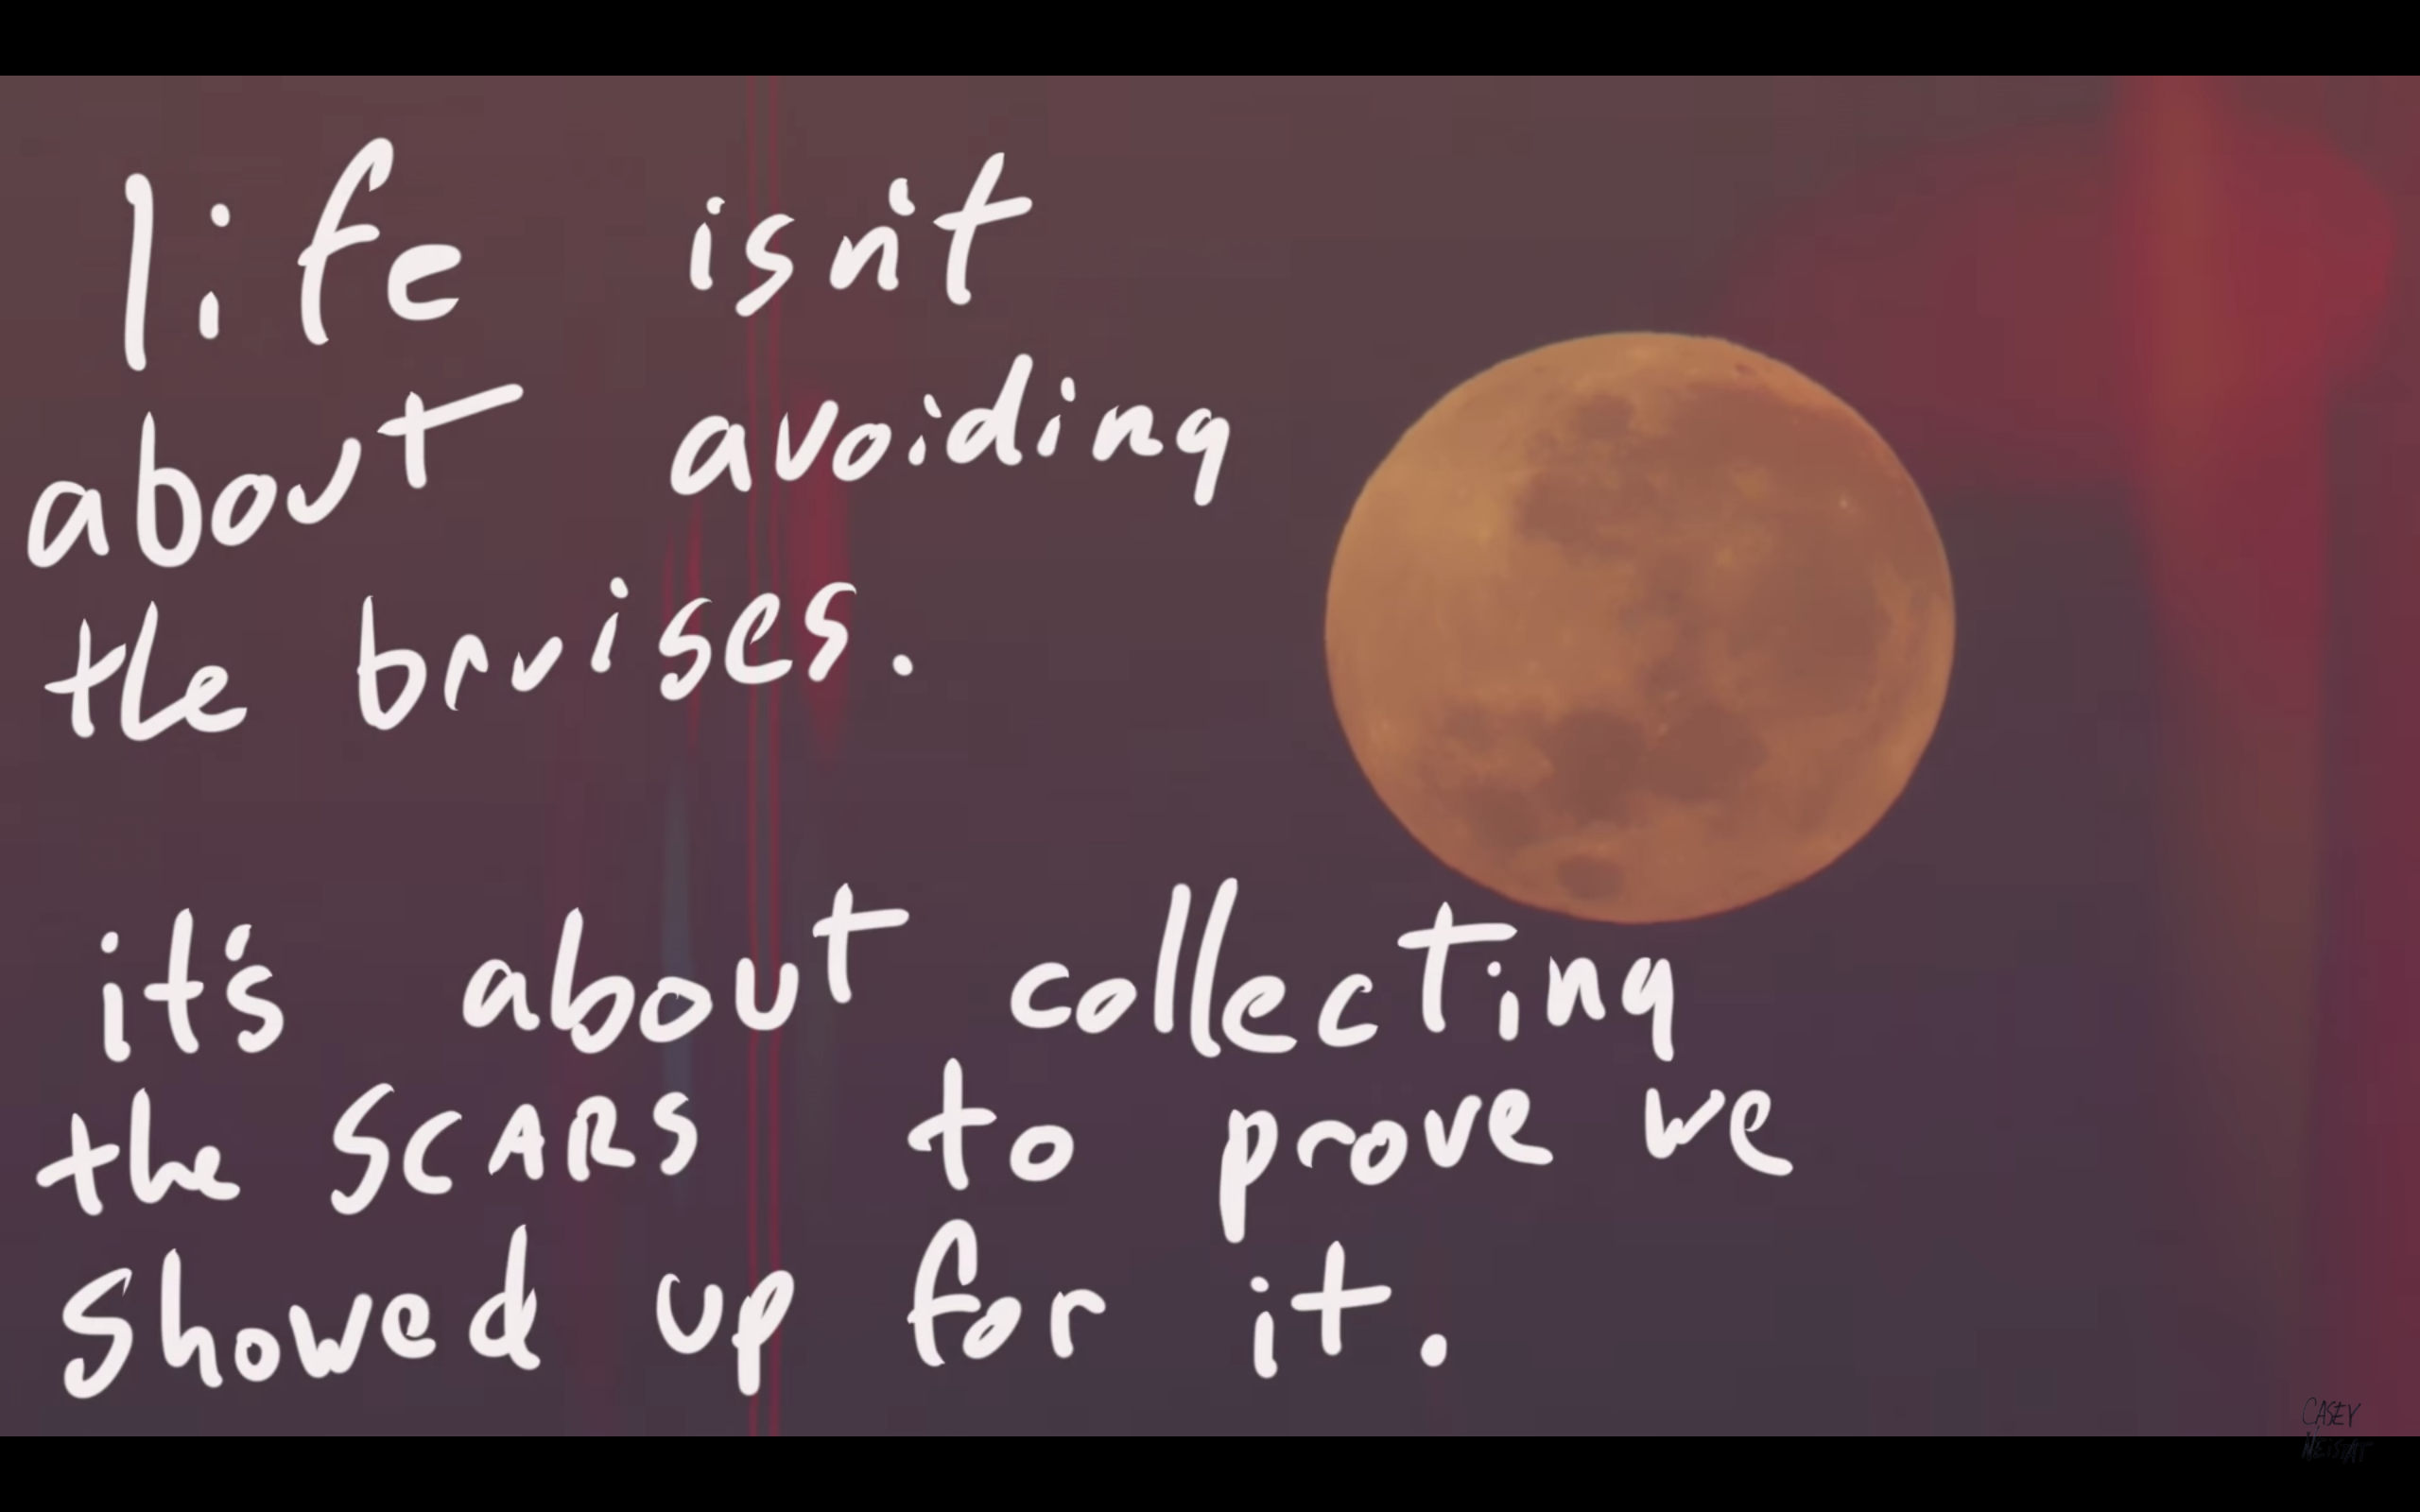 life isn't
about avoiding
the bruises.
it's about collecting
the SCARS to prove we
showed up for it.
CASEY
NEISTAT